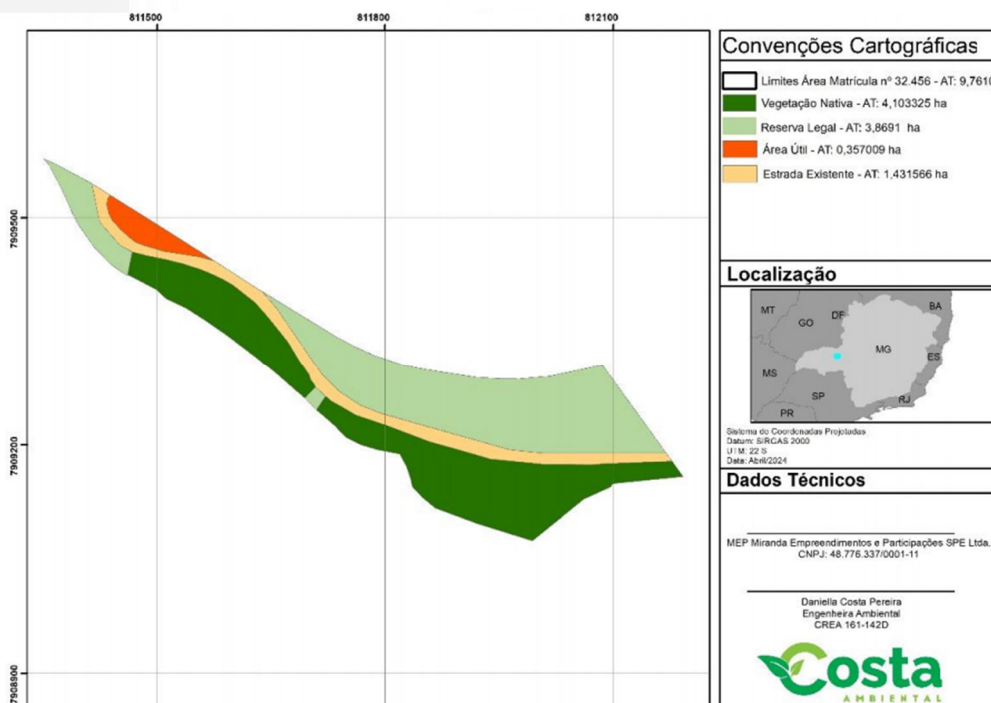 811500
811800
812100
7909500
7909200
7908900
Convenções Cartográficas
Limites Área Matrícula nº 32.456 - AT: 9,7610
Vegetação Nativa - AT: 4,103325 ha
Reserva Legal - AT: 3,8691 ha
Área Útil - AT: 0,357009 ha
Estrada Existente - AT: 1,431566 ha
Localização
MT
GO
DF
BA
MG
ES
MS
SP
RJ
PR
Sistema de Coordenadas Projetadas
Datum: SIRGAS 2000
UTM: 22 S
Data: Abril/2024
Dados Técnicos
MEP Miranda Empreendimentos e Participações SPE Ltda.
CNPJ: 48.776.337/0001-11
Daniella Costa Pereira
Engenheira Ambiental
CREA 161-142D
Costa
AMBIENTAL